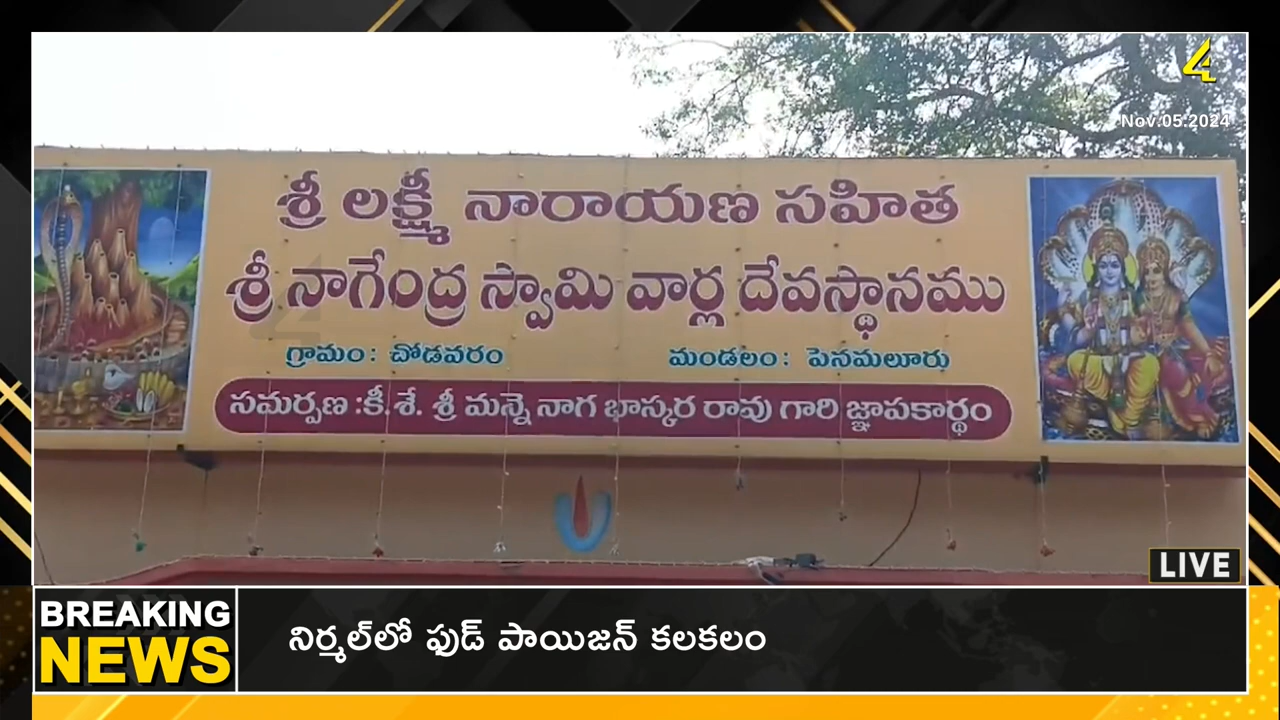 4
Nov.05.2024
శ్రీ లక్ష్మీ నారాయణ సహిత
శ్రీ నాగేంద్ర స్వామి వార్ల దేవస్థానము
గ్రామం: చోడవరం    మండలం: పెనమలూరు
సమర్పణ :కీ.శే. శ్రీ మన్నె నాగ భాస్కర రావు గారి జ్ఞాపకార్థం
LIVE
BREAKING
NEWS
నిర్మల్‌లో ఫుడ్ పాయిజన్ కలకలం